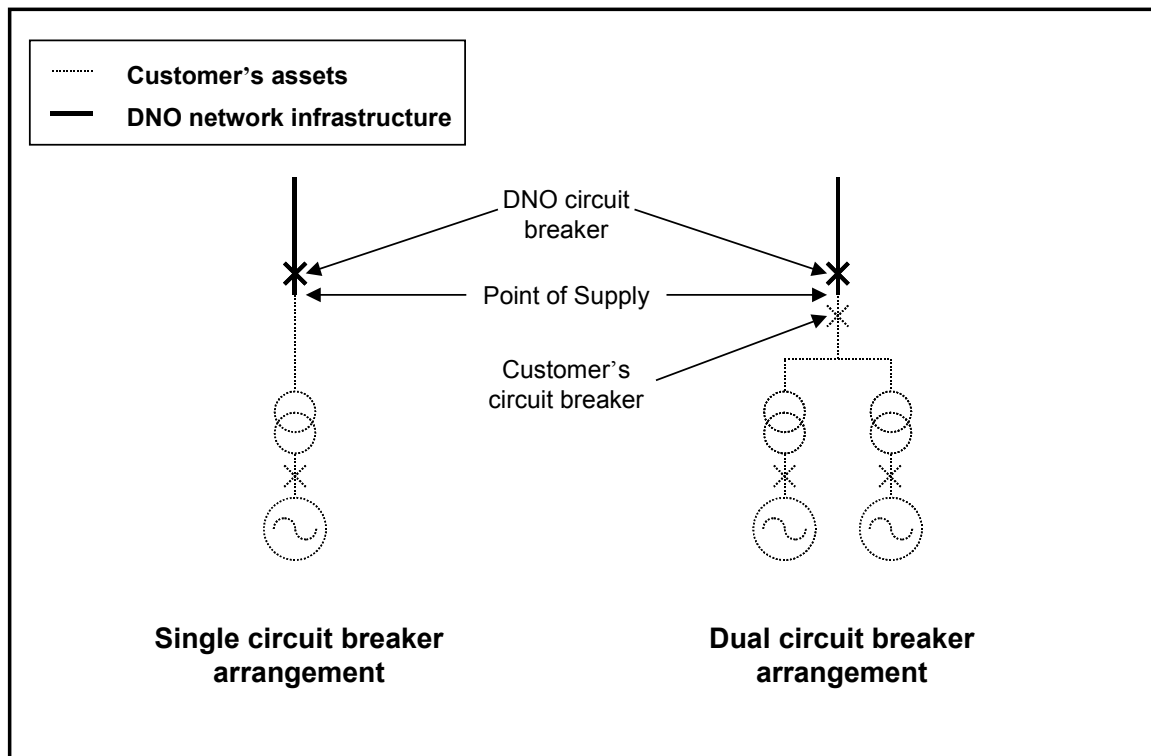 Customer’s assets
DNO network infrastructure
DNO circuit
breaker
Point of Supply
Customer’s
circuit breaker
Single circuit breaker
arrangement
Dual circuit breaker
arrangement